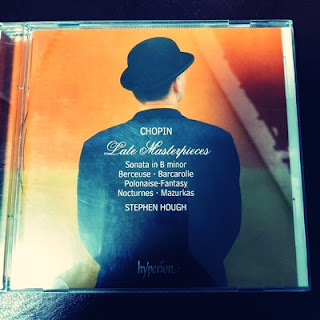 CHOPIN
Late Masterpieces
Sonata in B minor
Berceuse · Barcarolle
Polonaise-Fantasy
Nocturnes · Mazurkas
STEPHEN HOUGH
hyperion